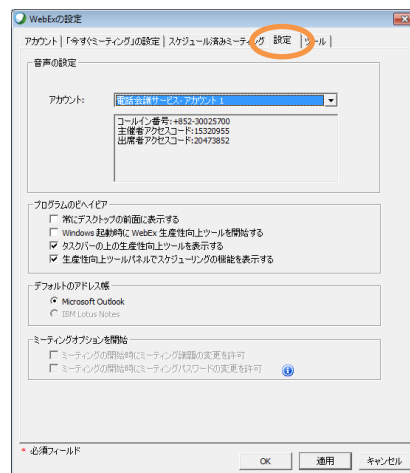 WebExの設定
アカウント | 「今すぐミーティング」の設定 | スケジュール済みミーティング | 設定 | ツール |
音声の設定
アカウント: 電話会議サービス- アカウント 1
コールイン番号:+852-30025700
主催者アクセスコード:15320955
出席者アクセスコード:20473852
プログラムのビヘイビア
常にデスクトップの前面に表示する
Windows 起動時に WebEx 生産性向上ツールを開始する
タスクバーの上の生産性向上ツールを表示する
生産性向上ツールパネルでスケジューリングの機能を表示する
デフォルトのアドレス帳
Microsoft Outlook
IBM Lotus Notes
ミーティングオプションを開始
ミーティングの開始時にミーティング議題の変更を許可
ミーティングの開始時にミーティングパスワードの変更を許可
* 必須フィールド
OK 適用 キャンセル